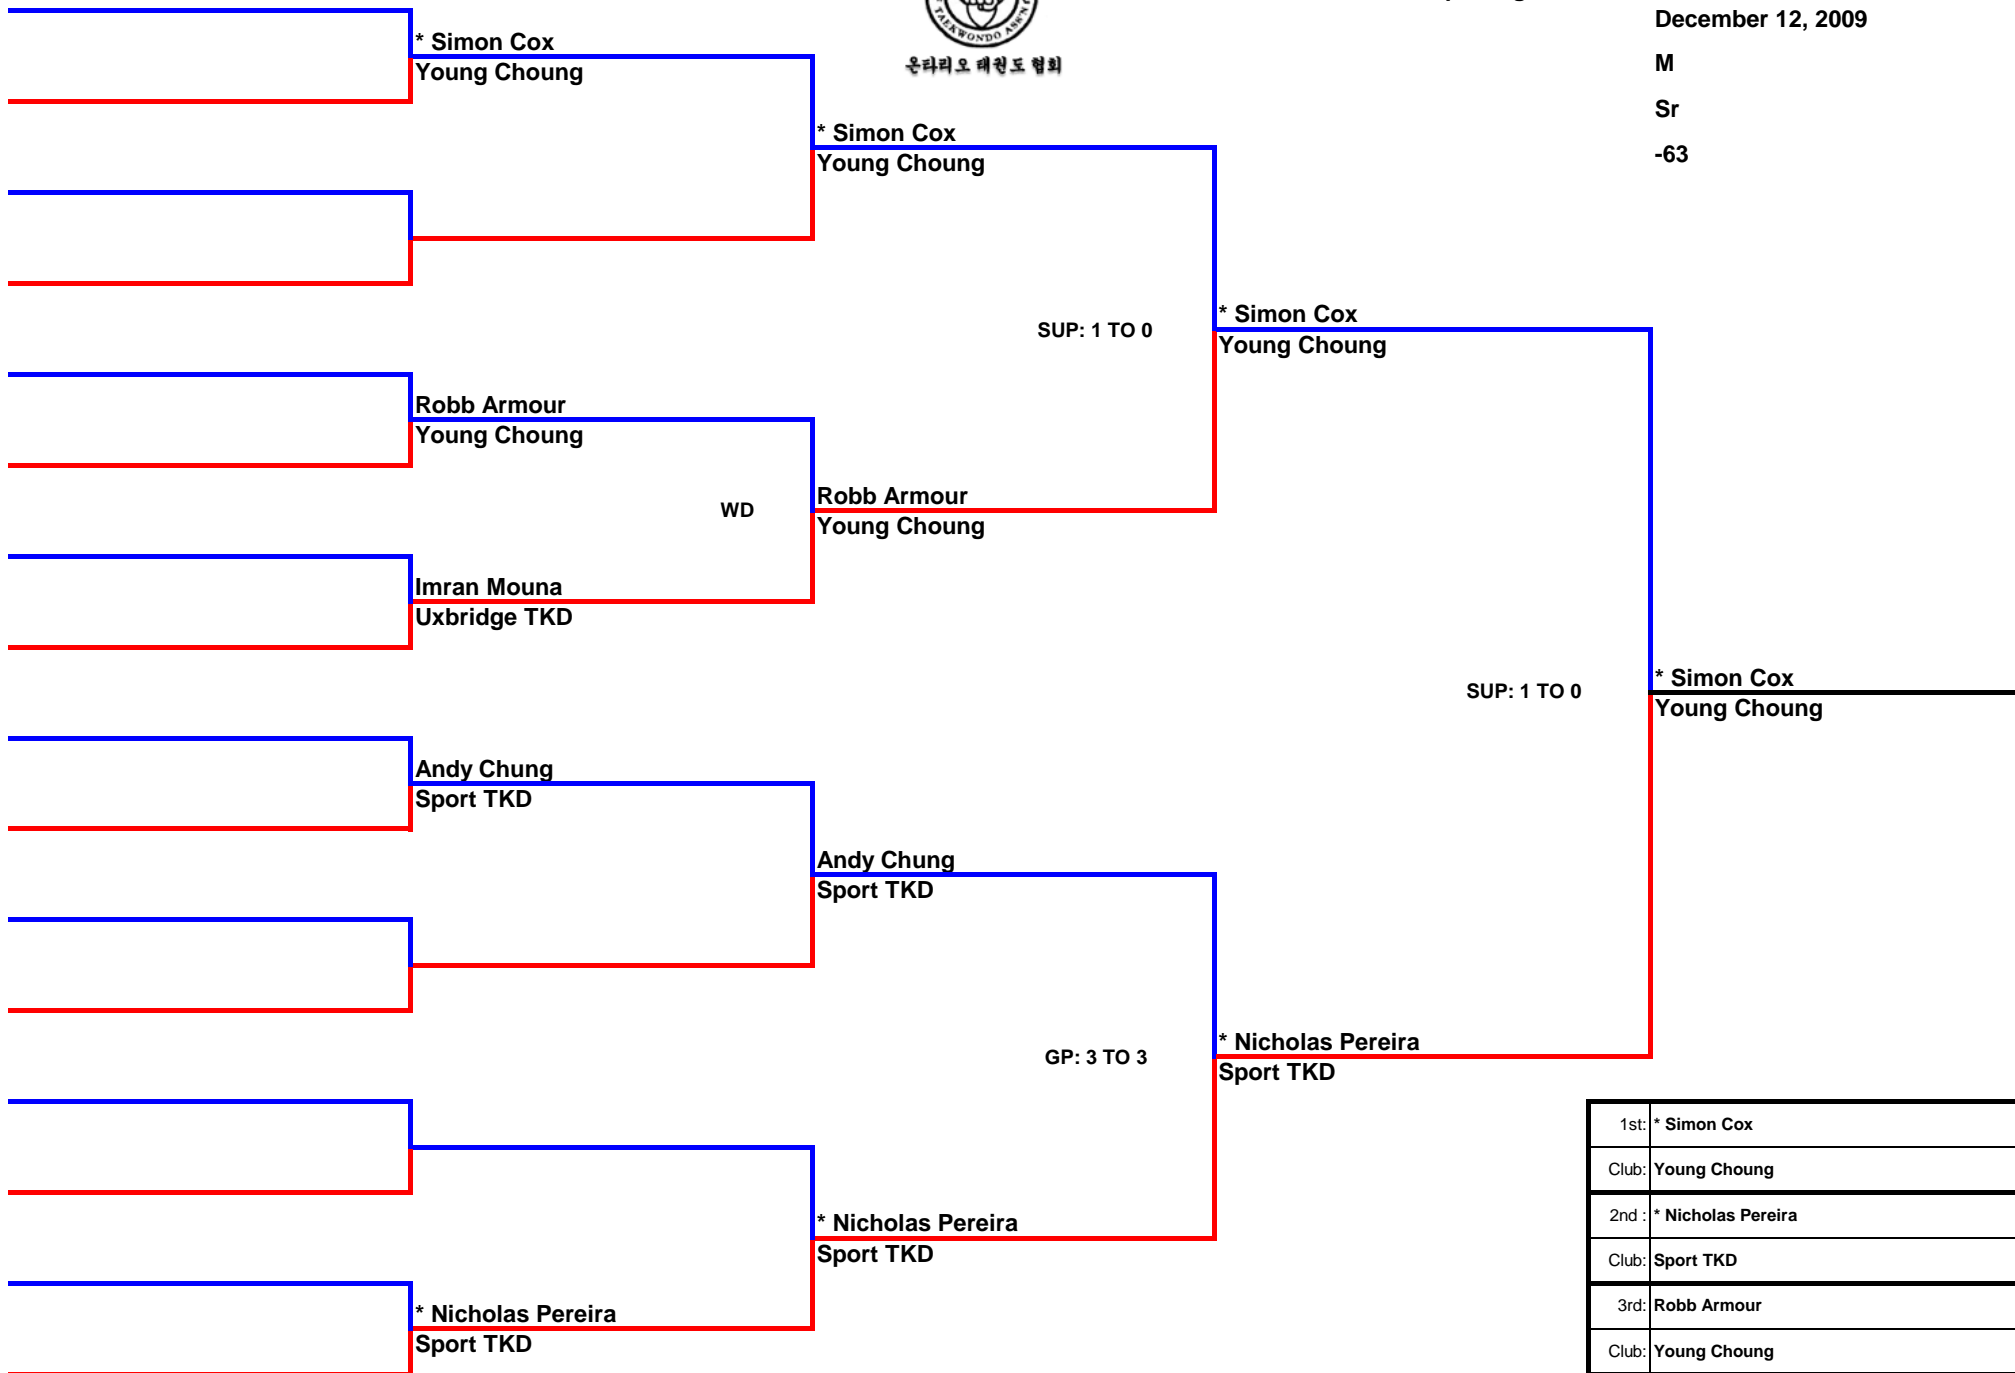 December 12, 2009
M
Sr
-63
TAEKWONDO ASS'N
온타리오 태권도 협회
* Simon Cox
Young Choung
* Simon Cox
Young Choung
SUP: 1 TO 0
* Simon Cox
Young Choung
Robb Armour
Young Choung
WD
Robb Armour
Young Choung
Imran Mouna
Uxbridge TKD
SUP: 1 TO 0
* Simon Cox
Young Choung
Andy Chung
Sport TKD
Andy Chung
Sport TKD
GP: 3 TO 3
* Nicholas Pereira
Sport TKD
* Nicholas Pereira
Sport TKD
* Nicholas Pereira
Sport TKD
1st: * Simon Cox
Club: Young Choung
2nd : * Nicholas Pereira
Club: Sport TKD
3rd: Robb Armour
Club: Young Choung